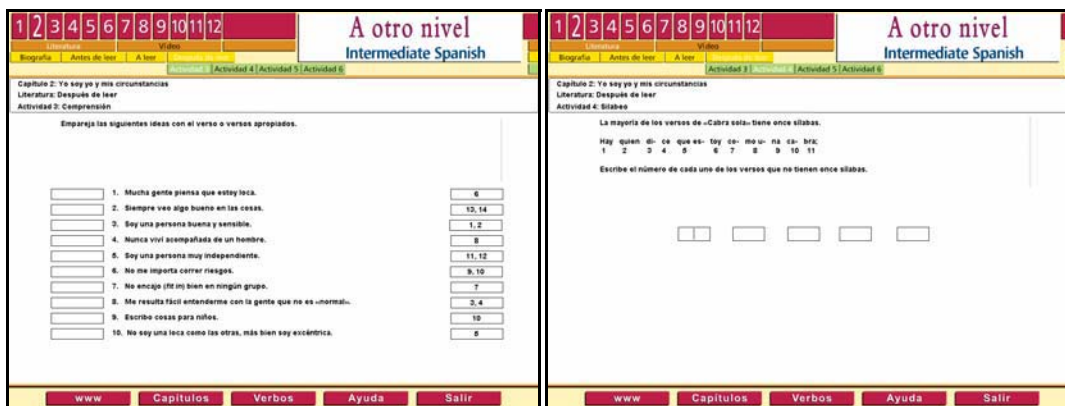 1 2 3 4 5 6 7 8 9 10 11 12
A otro nivel
Intermediate Spanish
Literatura Video
Biografía Antes de leer A leer Después de leer
Actividad 3 Actividad 4 Actividad 5 Actividad 6
Capítulo 2: Yo soy yo y mis circunstancias
Literatura: Después de leer
Actividad 3: Comprensión
Empareja las siguientes ideas con el verso o versos apropiados.
1. Mucha gente piensa que estoy loca. 6
2. Siempre veo algo bueno en las cosas. 13, 14
3. Soy una persona buena y sensible. 1, 2
4. Nunca viví acompañada de un hombre. 8
5. Soy una persona muy independiente. 11, 12
6. No me importa correr riesgos. 9, 10
7. No encajo (fit in) bien en ningún grupo. 7
8. Me resulta fácil entenderme con la gente que no es «normal». 3, 4
9. Escribo cosas para niños. 10
10. No soy una loca como las otras, más bien soy excéntrica. 5
www Capítulos Verbos Ayuda Salir
1 2 3 4 5 6 7 8 9 10 11 12
A otro nivel
Intermediate Spanish
Literatura Video
Biografía Antes de leer A leer Después de leer
Actividad 3 Actividad 4 Actividad 5 Actividad 6
Capítulo 2: Yo soy yo y mis circunstancias
Literatura: Después de leer
Actividad 4: Silabeo
La mayoría de los versos de «Cabra sola» tiene once sílabas.
Hay quien di- ce que es- toy co- mo u- na ca- bra;
1 2 3 4 5 6 7 8 9 10 11
Escribe el número de cada uno de los versos que no tienen once sílabas.
www Capítulos Verbos Ayuda Salir